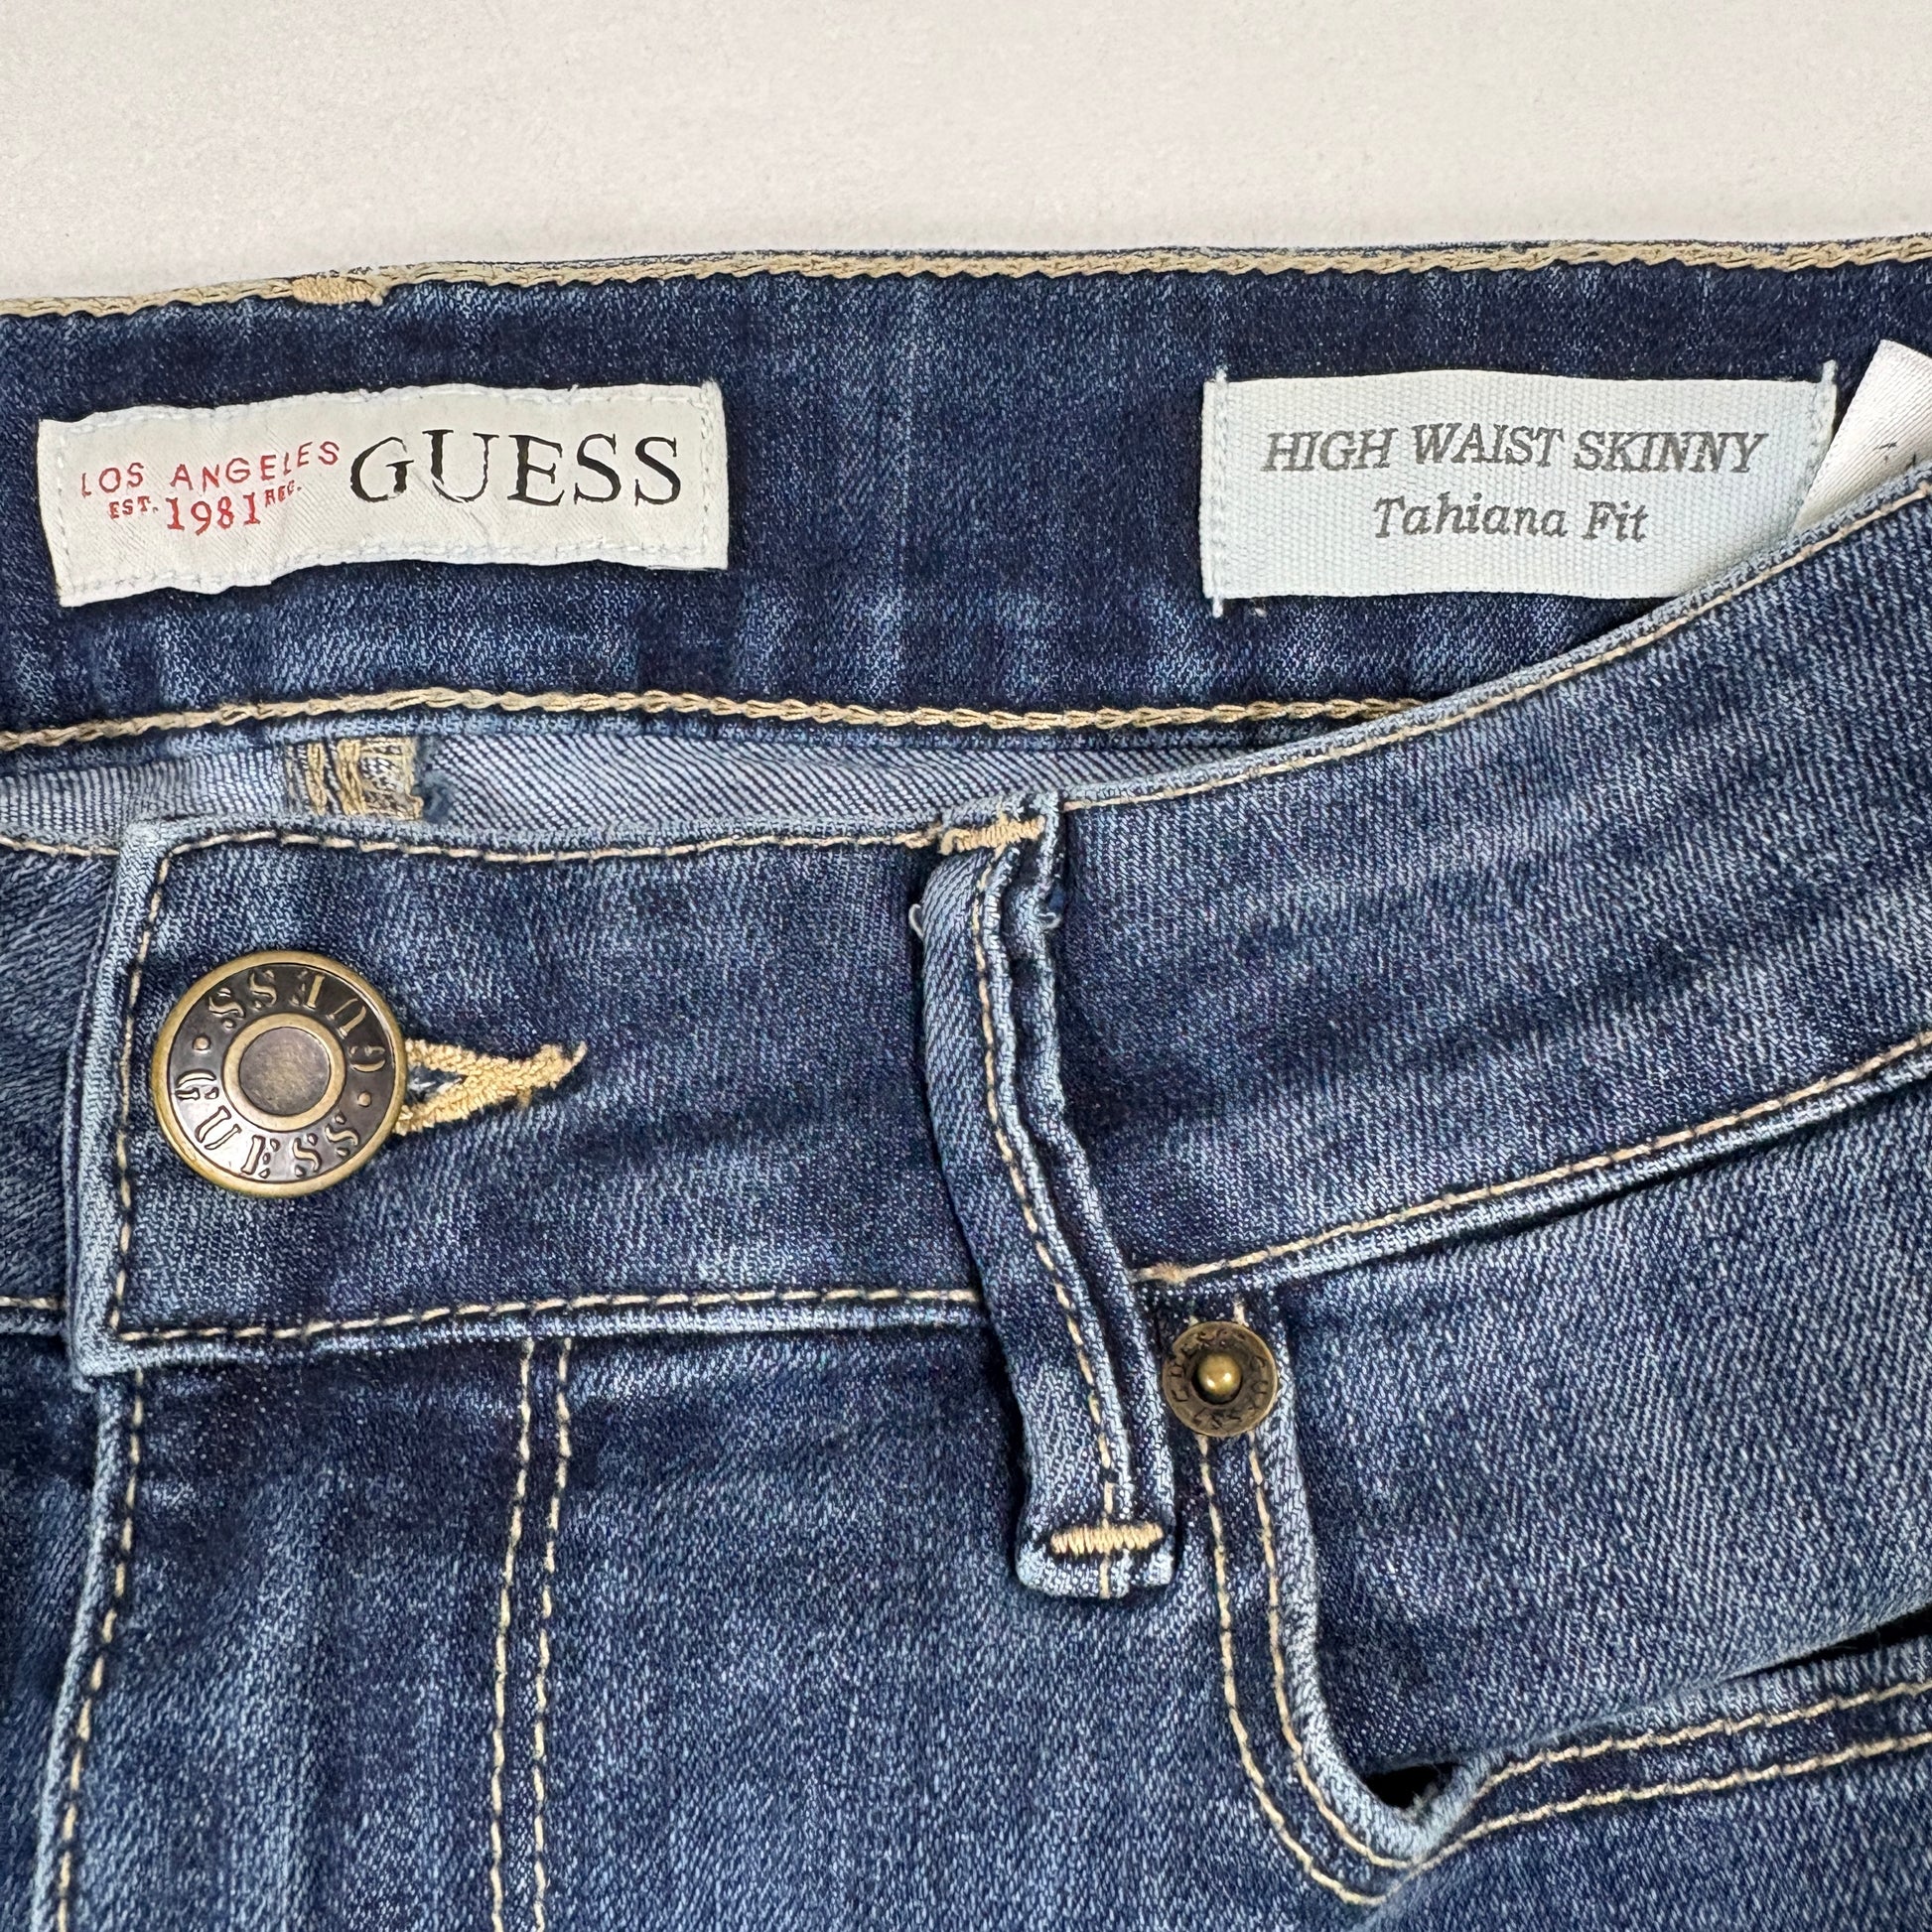 LOS ANGELES
EST. 1981 REG.
GUESS
HIGH WAIST SKINNY
Tahiana Fit
GUESS
GUESS